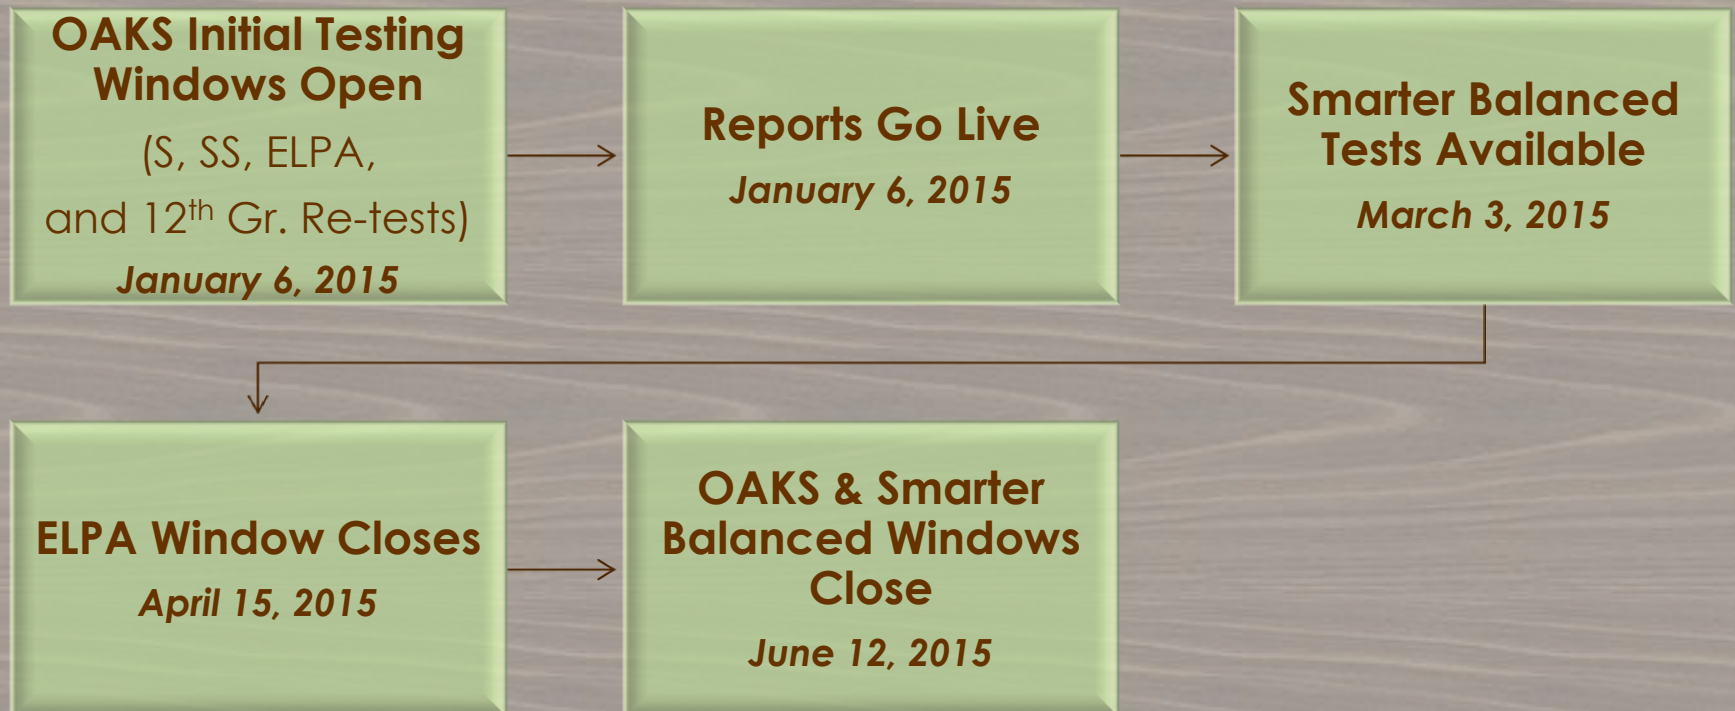 OAKS Initial Testing
Windows Open
(S, SS, ELPA,
and 12th Gr. Re-tests)
January 6, 2015
Reports Go Live
January 6, 2015
Smarter Balanced
Tests Available
March 3, 2015
ELPA Window Closes
April 15, 2015
OAKS & Smarter
Balanced Windows
Close
June 12, 2015